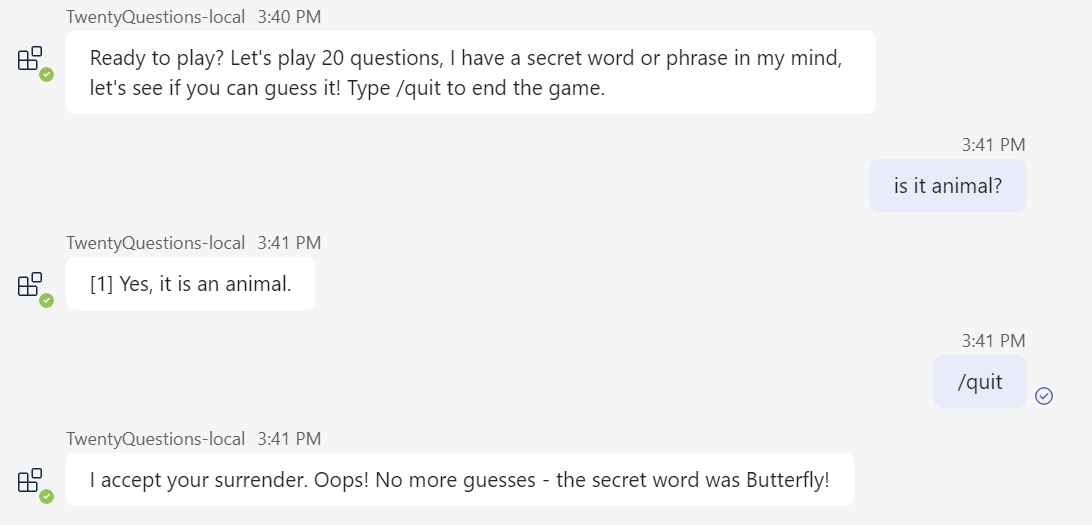 TwentyQuestions-local 3:40 PM
Ready to play? Let's play 20 questions, I have a secret word or phrase in my mind,
let's see if you can guess it! Type /quit to end the game.
3:41 PM
is it animal?
TwentyQuestions-local 3:41 PM
[1] Yes, it is an animal.
3:41 PM
/quit
TwentyQuestions-local 3:41 PM
I accept your surrender. Oops! No more guesses - the secret word was Butterfly!